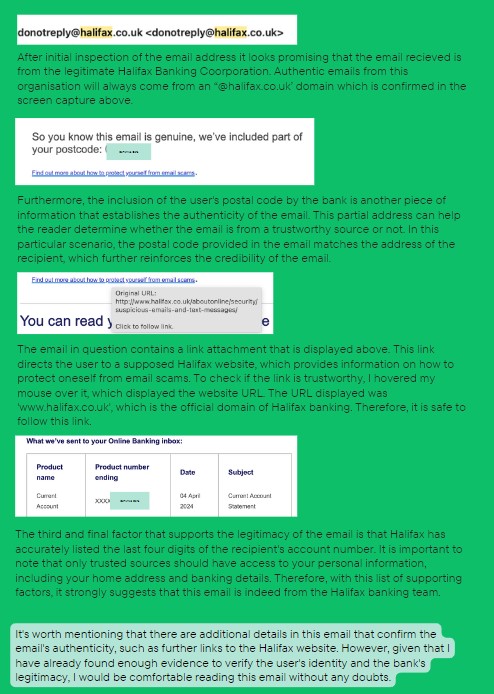 donotreply@halifax.co.uk <donotreply@halifax.co.uk>
After initial inspection of the email address it looks promising that the email recieved is
from the legitimate Halifax Banking Coorporation. Authentic emails from this
organisation will always come from an "@halifax.co.uk' domain which is confirmed in the
screen capture above.
So you know this email is genuine, we've included part of
your postcode:
Find out more about how to protect yourself from email scams.
Furthermore, the inclusion of the user's postal code by the bank is another piece of
information that establishes the authenticity of the email. This partial address can help
the reader determine whether the email is from a trustworthy source or not. In this
particular scenario, the postal code provided in the email matches the address of the
recipient, which further reinforces the credibility of the email.
Find out more about how to protect yourself from email scams.
Original URL:
http://www.halifax.co.uk/aboutonline/security/
suspicious-emails-and-text-messages/
Click to follow link.
You can read y e
The email in question contains a link attachment that is displayed above. This link
directs the user to a supposed Halifax website, which provides information on how to
protect oneself from email scams. To check if the link is trustworthy, I hovered my
mouse over it, which displayed the website URL. The URL displayed was
'www.halifax.co.uk', which is the official domain of Halifax banking. Therefore, it is safe to
follow this link.
What we've sent to your Online Banking inbox:
Product name Product number ending Date Subject
Current Account XXXX 04 April 2024 Current Account Statement
The third and final factor that supports the legitimacy of the email is that Halifax has
accurately listed the last four digits of the recipient's account number. It is important to
note that only trusted sources should have access to your personal information,
including your home address and banking details. Therefore, with this list of supporting
factors, it strongly suggests that this email is indeed from the Halifax banking team.
It's worth mentioning that there are additional details in this email that confirm the
email's authenticity, such as further links to the Halifax website. However, given that I
have already found enough evidence to verify the user's identity and the bank's
legitimacy, I would be comfortable reading this email without any doubts.